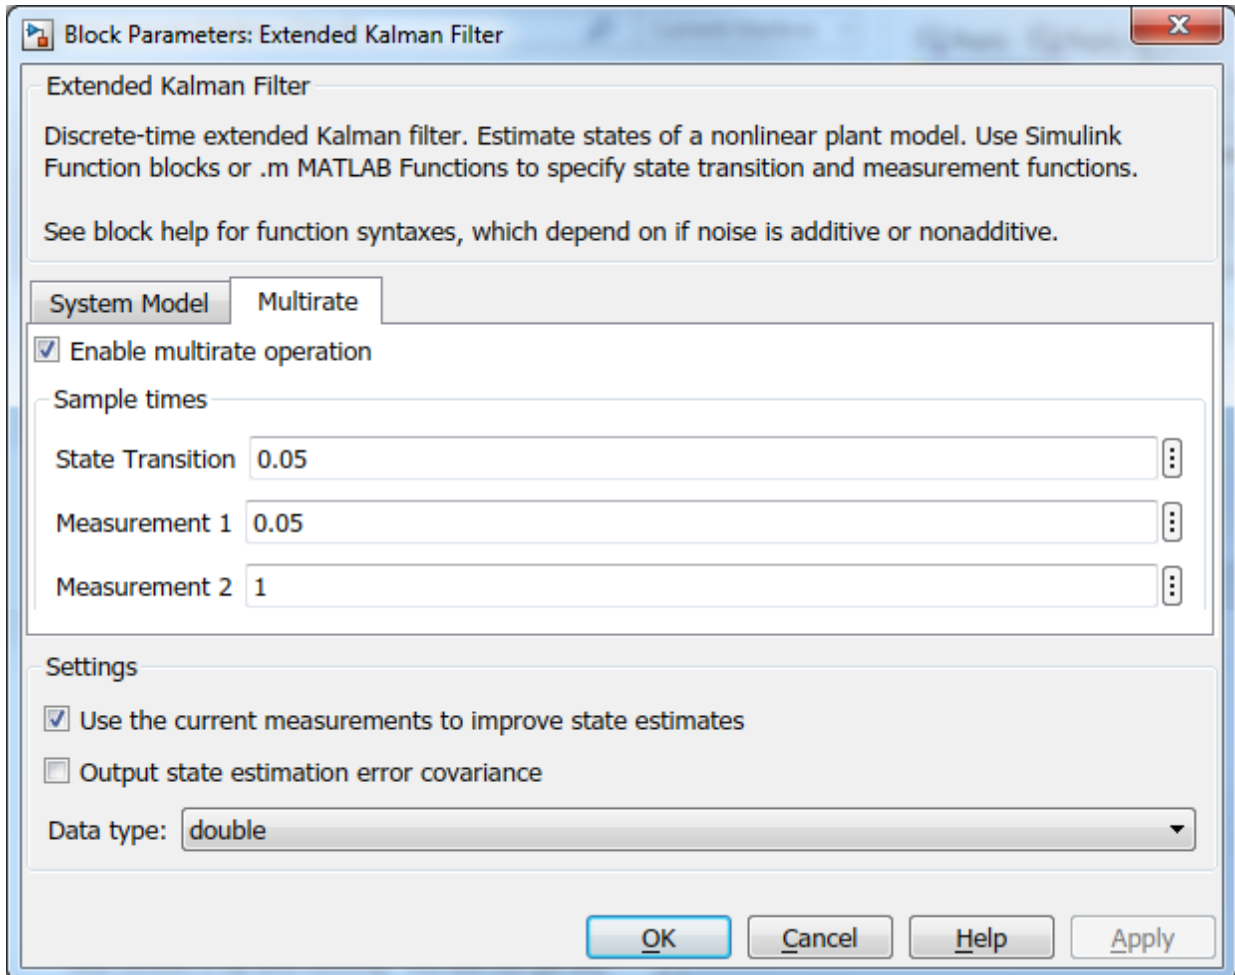 Block Parameters: Extended Kalman Filter
Extended Kalman Filter
Discrete-time extended Kalman filter. Estimate states of a nonlinear plant model. Use Simulink
Function blocks or .m MATLAB Functions to specify state transition and measurement functions.
See block help for function syntaxes, which depend on if noise is additive or nonadditive.
System Model Multirate
Enable multirate operation
Sample times
State Transition 0.05
Measurement 1 0.05
Measurement 2 1
Settings
Use the current measurements to improve state estimates
Output state estimation error covariance
Data type: double
OK Cancel Help Apply